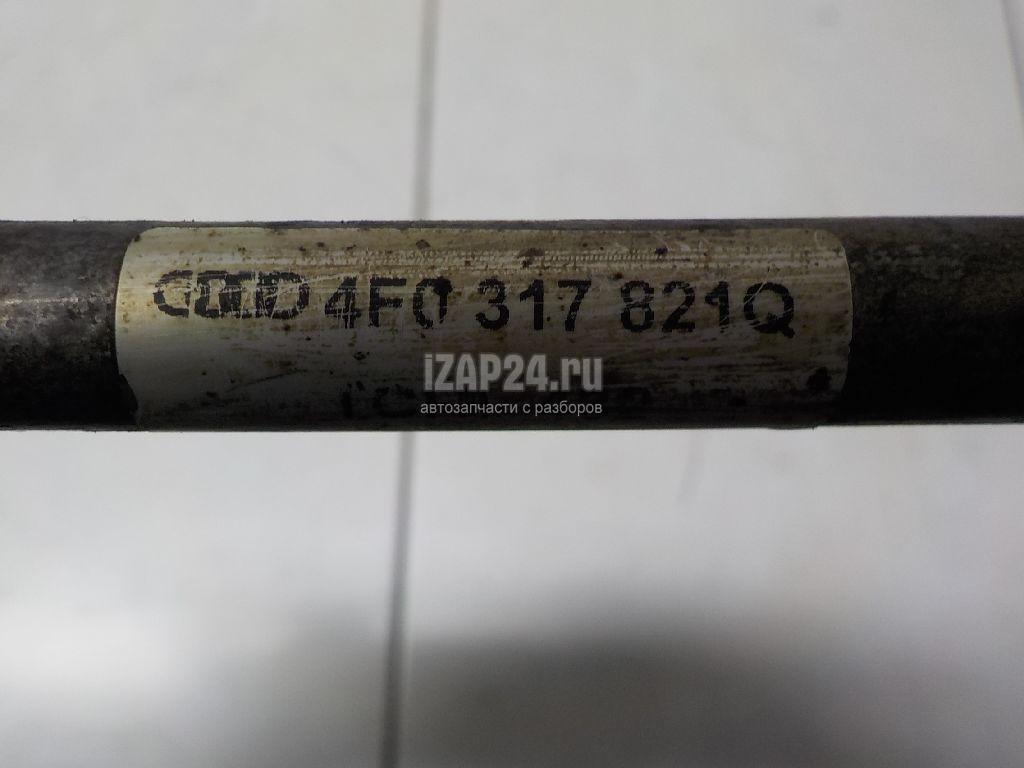 4F0 317 821Q
iZAP24.ru
автозапчасти с разборов